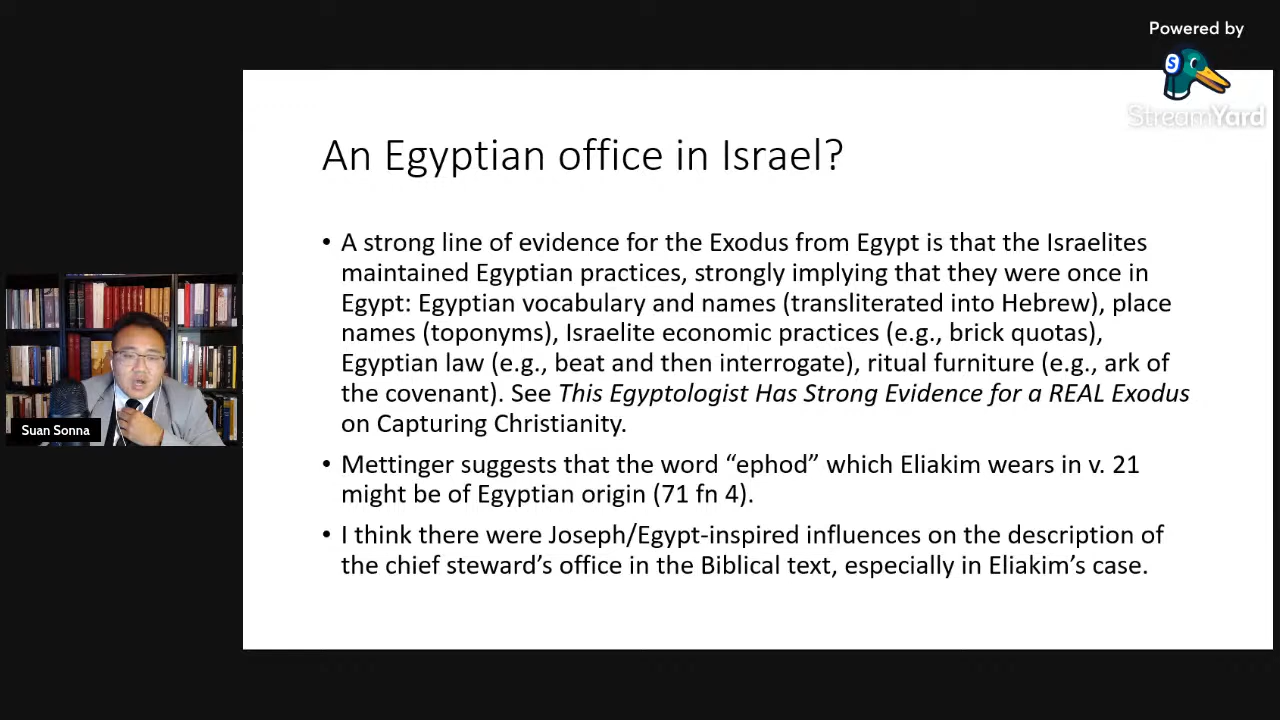 Powered by
StreamYard
An Egyptian office in Israel?
• A strong line of evidence for the Exodus from Egypt is that the Israelites
maintained Egyptian practices, strongly implying that they were once in
Egypt: Egyptian vocabulary and names (transliterated into Hebrew), place
names (toponyms), Israelite economic practices (e.g., brick quotas),
Egyptian law (e.g., beat and then interrogate), ritual furniture (e.g., ark of
the covenant). See This Egyptologist Has Strong Evidence for a REAL Exodus
on Capturing Christianity.
• Mettinger suggests that the word “ephod” which Eliakim wears in v. 21
might be of Egyptian origin (71 fn 4).
• I think there were Joseph/Egypt-inspired influences on the description of
the chief steward’s office in the Biblical text, especially in Eliakim’s case.
Suan Sonna